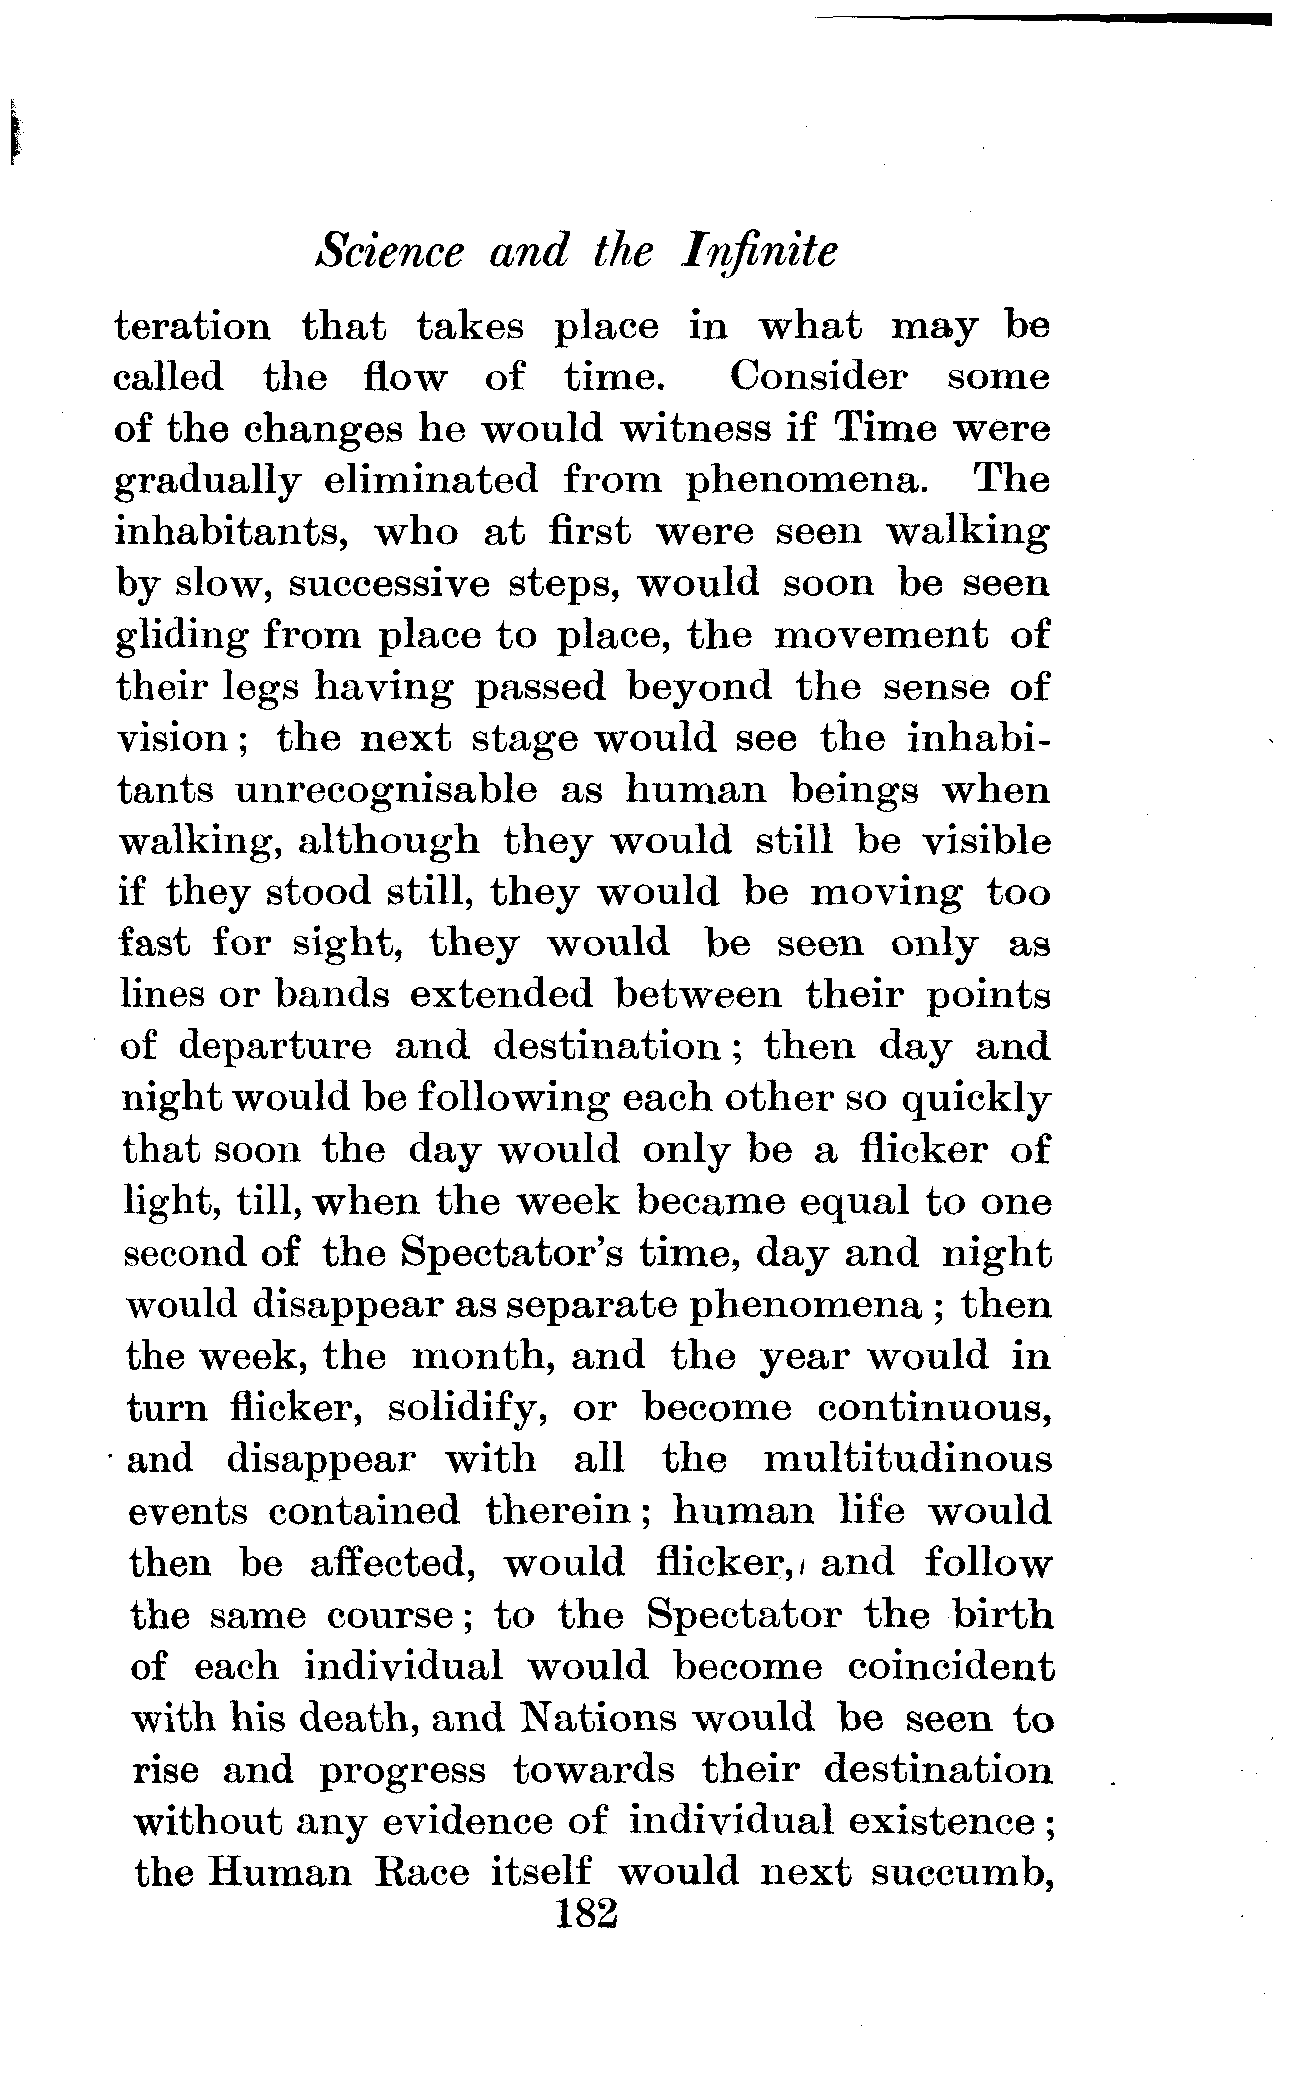 Science and the Infinite
teration that takes place in what may be
called the flow of time. Consider some
of the changes he would witness if Time were
gradually eliminated from phenomena. The
inhabitants, who at first were seen walking
by slow, successive steps, would soon be seen
gliding from place to place, the movement of
their legs having passed beyond the sense of
vision ; the next stage would see the inhabi-
tants unrecognisable as human beings when
walking, although they would still be visible
if they stood still, they would be moving too
fast for sight, they would be seen only as
lines or bands extended between their points
of departure and destination ; then day and
night would be following each other so quickly
that soon the day would only be a flicker of
light, till, when the week became equal to one
second of the Spectator's time, day and night
would disappear as separate phenomena ; then
the week, the month, and the year would in
turn flicker, solidify, or become continuous,
and disappear with all the multitudinous
events contained therein ; human life would
then be affected, would flicker, and follow
the same course ; to the Spectator the birth
of each individual would become coincident
with his death, and Nations would be seen to
rise and progress towards their destination
without any evidence of individual existence ;
the Human Race itself would next succumb,
182